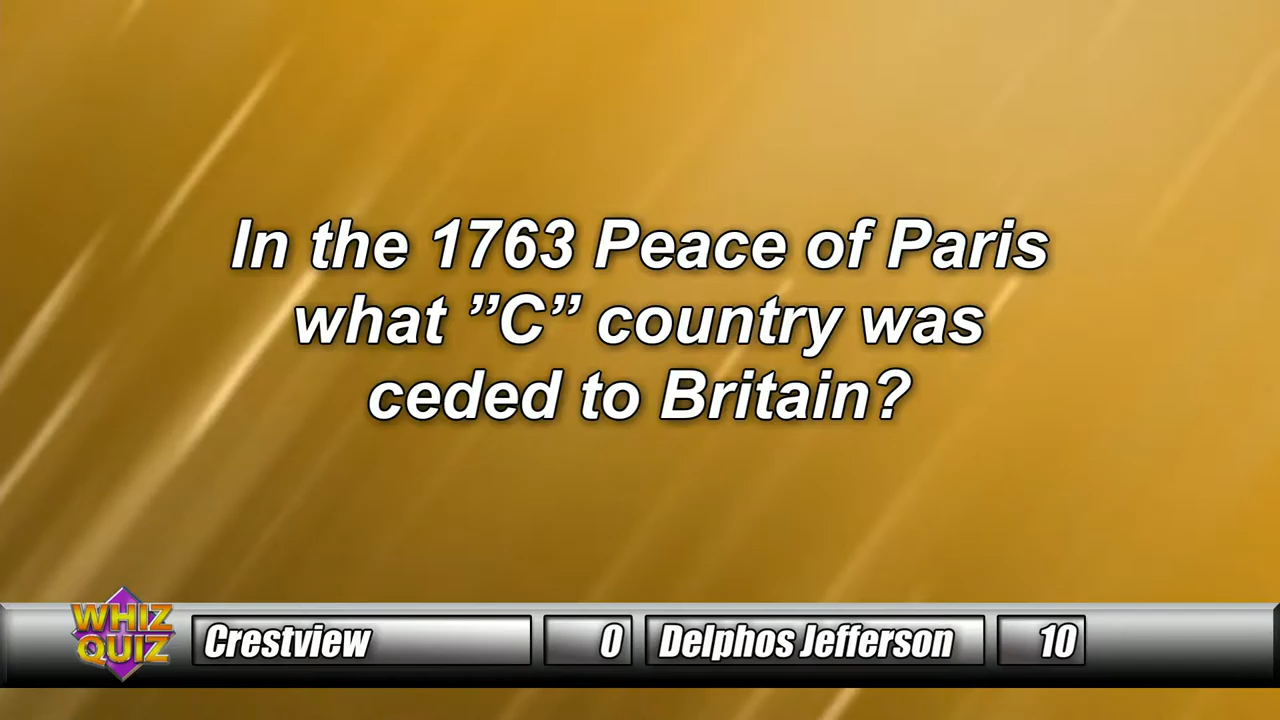 In the 1763 Peace of Paris
what ”C” country was
ceded to Britain?
WHIZ
QUIZ
Crestview 0 Delphos Jefferson 10